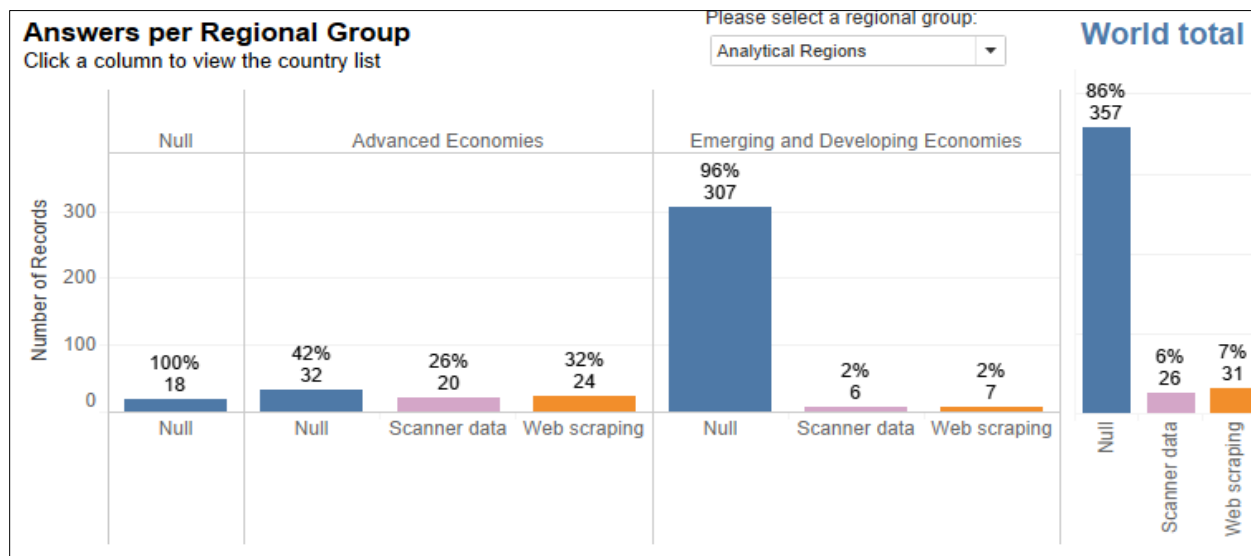 Answers per Regional Group
Click a column to view the country list
Please select a regional group:
Analytical Regions
World total
Null
Advanced Economies
Emerging and Developing Economies
Number of Records
300
200
100
0
100%
18
42%
32
26%
20
32%
24
96%
307
2%
6
2%
7
Null
Null
Scanner data
Web scraping
Null
Scanner data
Web scraping
86%
357
6%
26
7%
31
Null
Scanner data
Web scraping